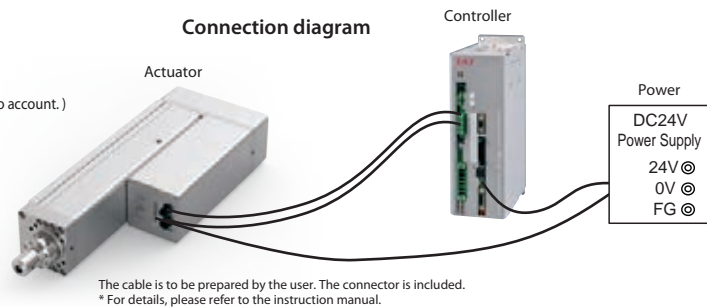 Connection diagram
Controller
Actuator
o account. )
IAI
Power
DC24V
Power Supply
24V
0V
FG
The cable is to be prepared by the user. The connector is included.
* For details, please refer to the instruction manual.